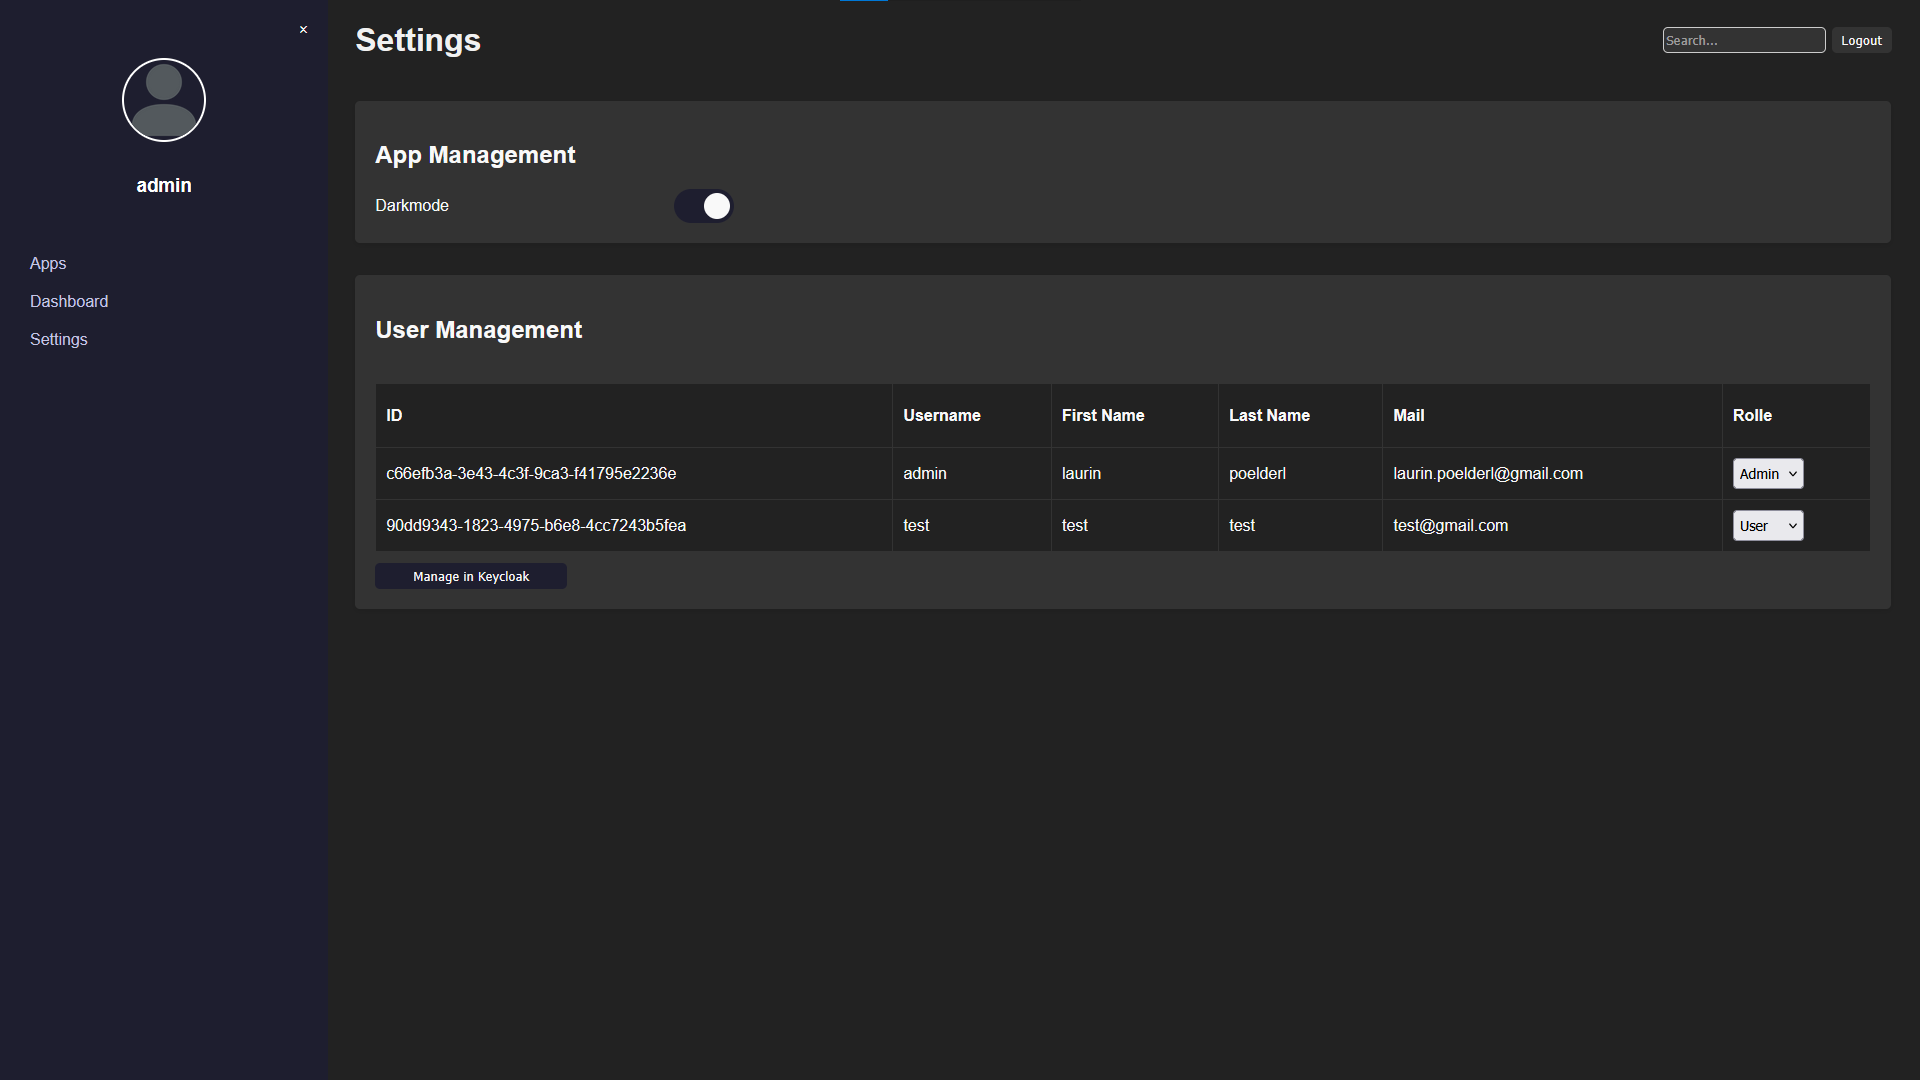 ×
Settings
Search...
Logout
admin
Apps
Dashboard
Settings
App Management
Darkmode
User Management
ID Username First Name Last Name Mail Rolle
c66efb3a-3e43-4c3f-9ca3-f41795e2236e admin laurin poelderl laurin.poelderl@gmail.com Admin
90dd9343-1823-4975-b6e8-4cc7243b5fea test test test test@gmail.com User
Manage in Keycloak